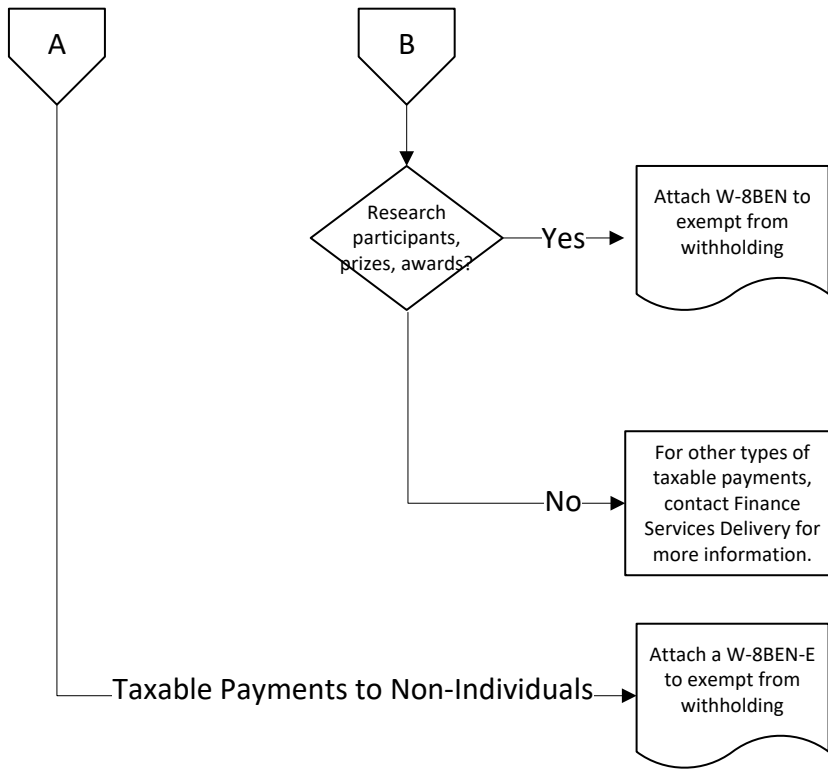 A
B
Research
participants,
prizes, awards?
Yes
Attach W-8BEN to
exempt from
withholding
No
For other types of
taxable payments,
contact Finance
Services Delivery for
more information.
Taxable Payments to Non-Individuals
Attach a W-8BEN-E
to exempt from
withholding